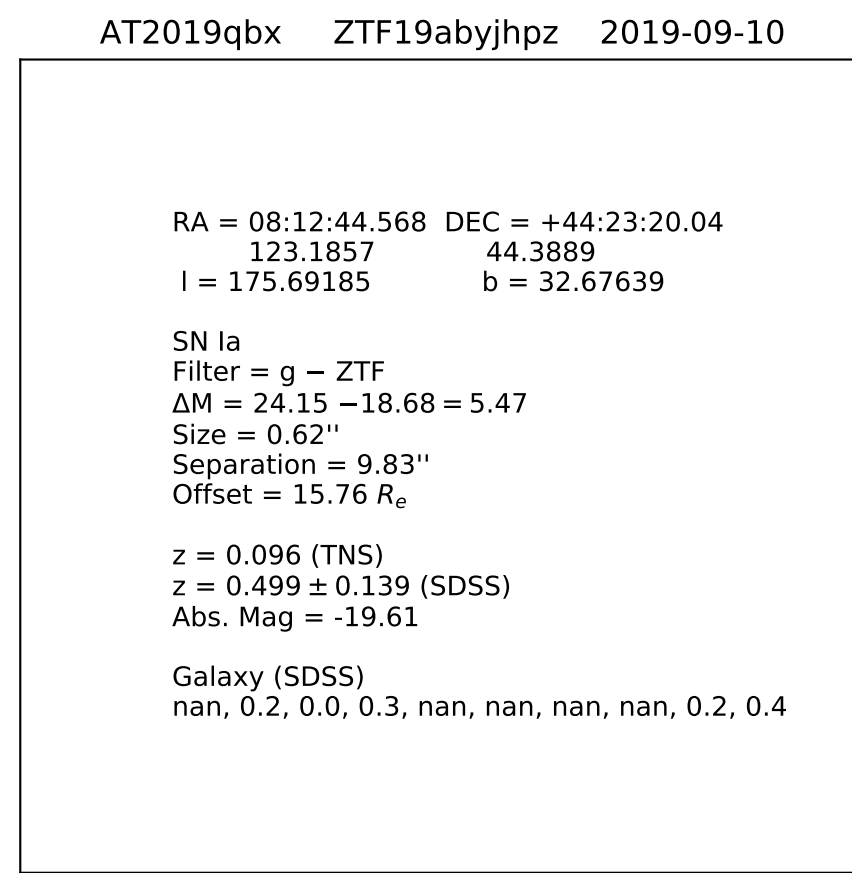 AT2019qbx ZTF19abyjhpz 2019-09-10
RA = 08:12:44.568 DEC = +44:23:20.04
123.1857 44.3889
l = 175.69185 b = 32.67639
SN Ia
Filter = g − ZTF
ΔM = 24.15 −18.68 = 5.47
Size = 0.62''
Separation = 9.83''
Offset = 15.76 Re
z = 0.096 (TNS)
z = 0.499 ± 0.139 (SDSS)
Abs. Mag = -19.61
Galaxy (SDSS)
nan, 0.2, 0.0, 0.3, nan, nan, nan, nan, 0.2, 0.4